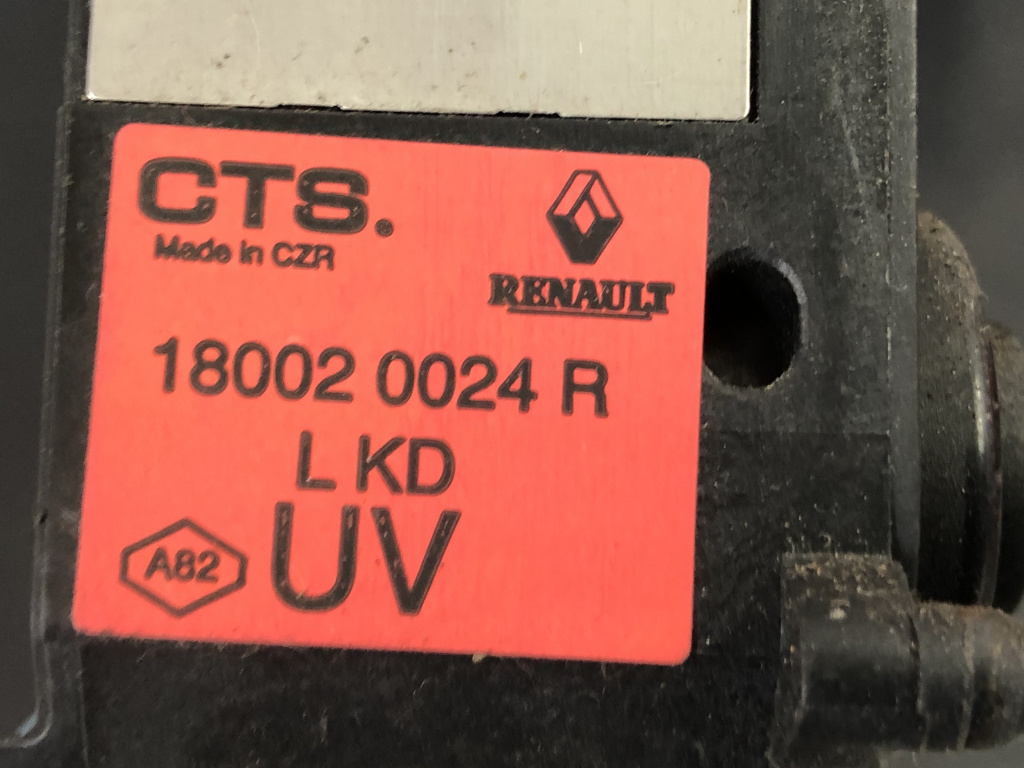 CTS.®
Made in CZR
RENAULT
18002 0024 R
L KD
A82
UV